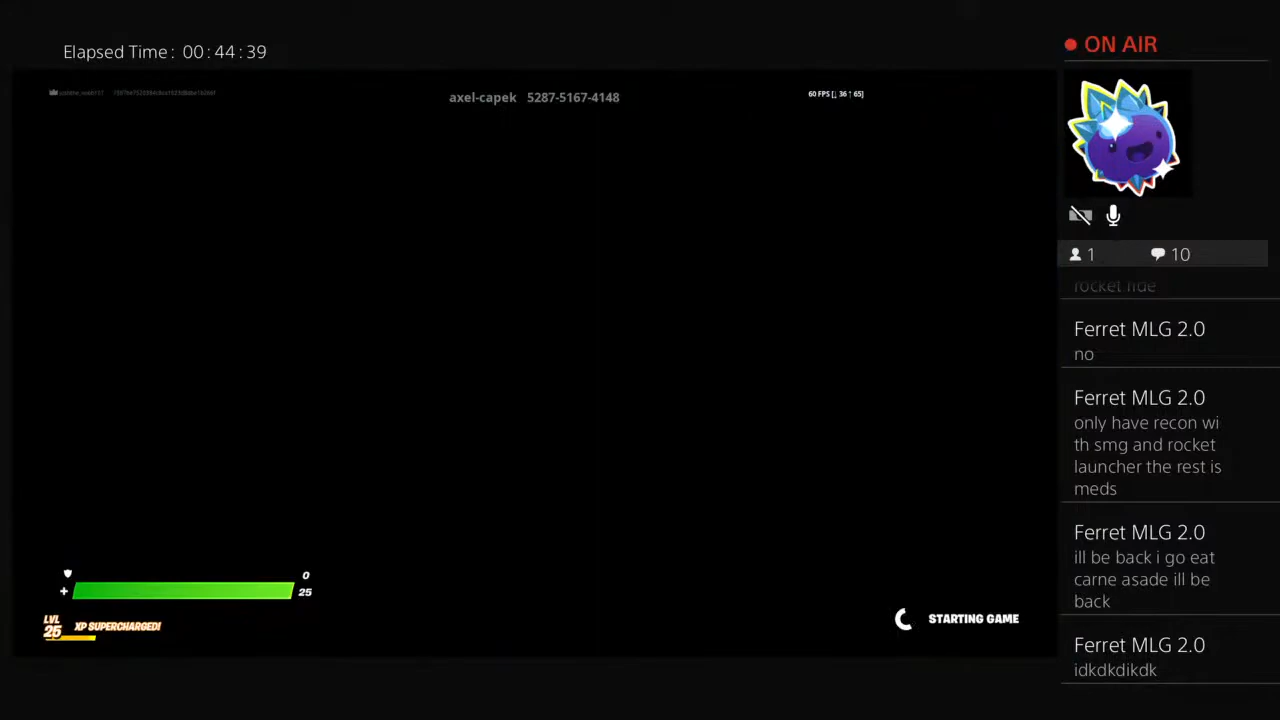 Elapsed Time: 00:44:39
ON AIR
axel-capek 5287-5167-4148
60 FPS [↓ 36 ↑ 65]
1
10
rocket ride
Ferret MLG 2.0
no
Ferret MLG 2.0
only have recon wi
th smg and rocket
launcher the rest is
meds
Ferret MLG 2.0
ill be back i go eat
carne asade ill be
back
Ferret MLG 2.0
idkdkdikdk
0
25
LVL
25
XP SUPERCHARGED!
STARTING GAME